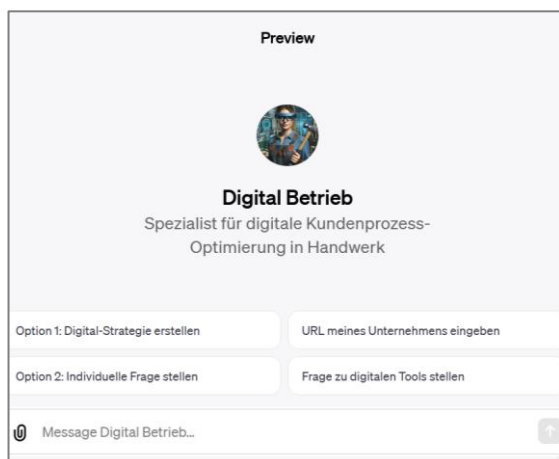 Preview
Digital Betrieb
Spezialist für digitale Kundenprozess-
Optimierung in Handwerk
Option 1: Digital-Strategie erstellen
URL meines Unternehmens eingeben
Option 2: Individuelle Frage stellen
Frage zu digitalen Tools stellen
Message Digital Betrieb...